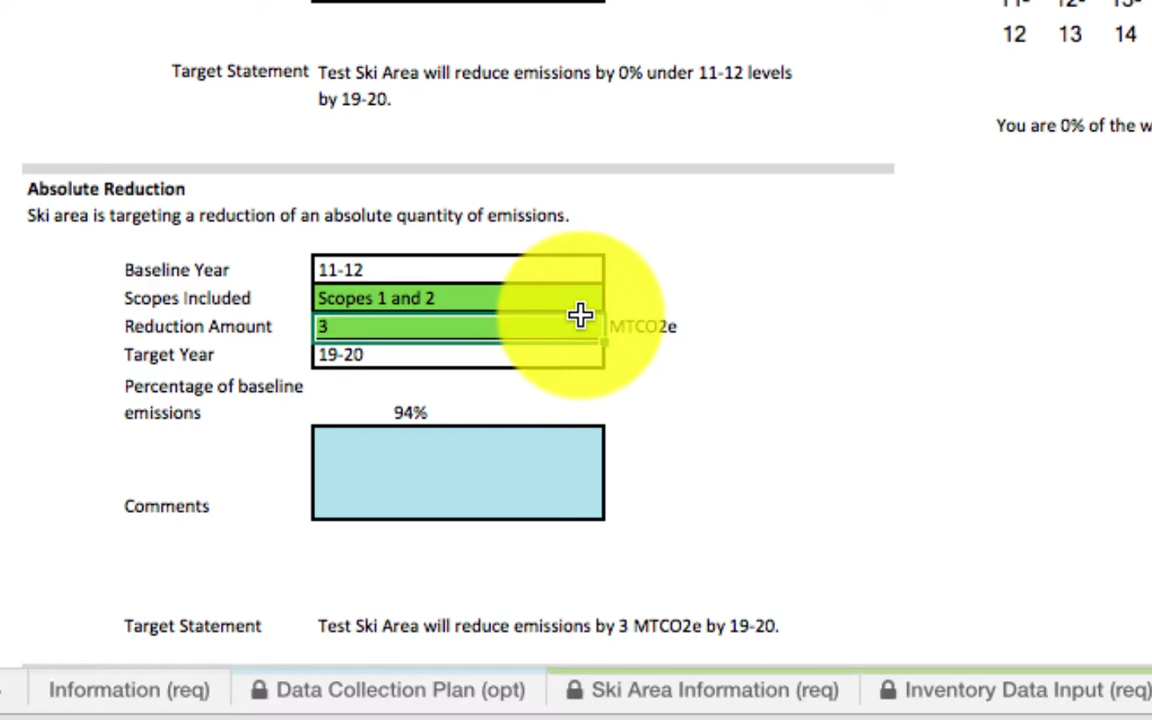 12 13 14
Target Statement Test Ski Area will reduce emissions by 0% under 11-12 levels
by 19-20.
You are 0% of the w
Absolute Reduction
Ski area is targeting a reduction of an absolute quantity of emissions.
Baseline Year 11-12
Scopes Included Scopes 1 and 2
Reduction Amount 3 MTCO2e
Target Year 19-20
Percentage of baseline
emissions 94%
Comments
Target Statement Test Ski Area will reduce emissions by 3 MTCO2e by 19-20.
Information (req) Data Collection Plan (opt) Ski Area Information (req) Inventory Data Input (req)